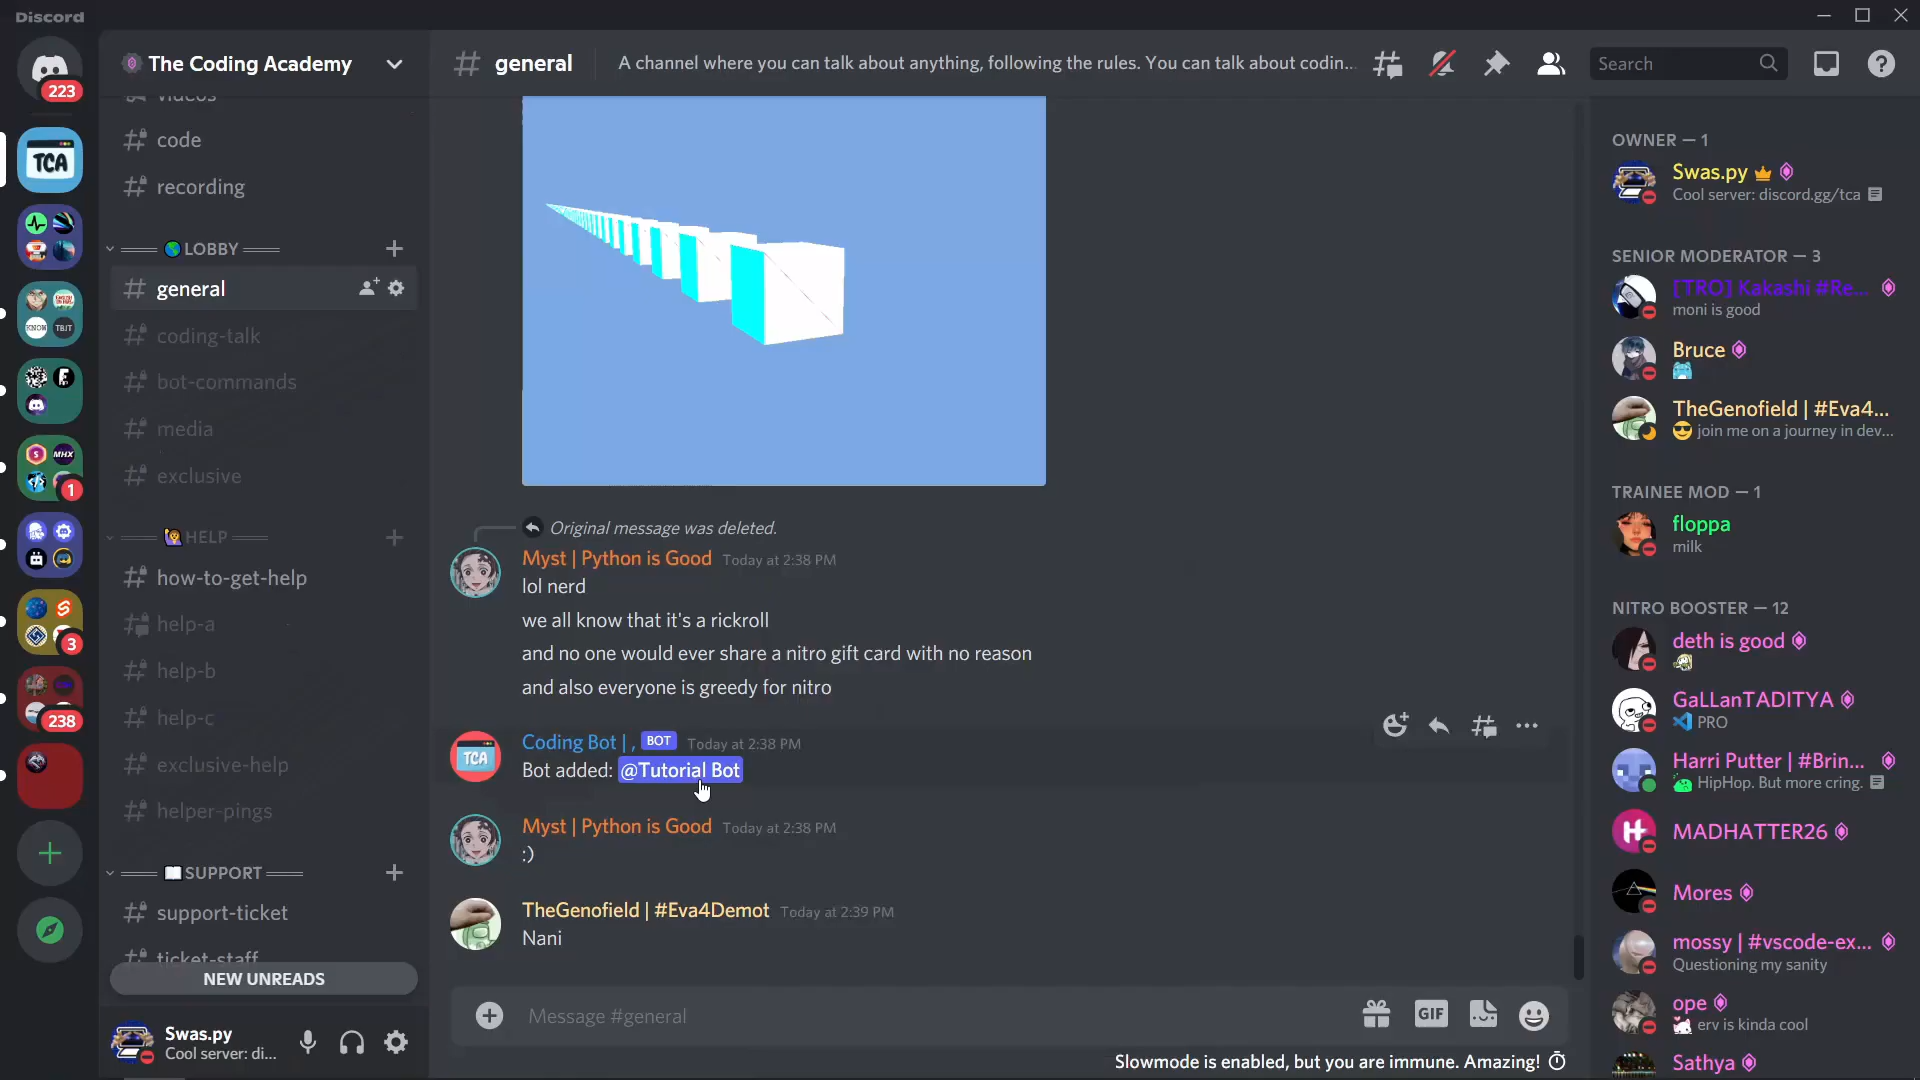 Discord
223
TCA
1
3
238
The Coding Academy
videos
code
recording
LOBBY
general
coding-talk
bot-commands
media
exclusive
HELP
how-to-get-help
help-a
help-b
help-c
exclusive-help
helper-pings
SUPPORT
support-ticket
ticket-staff
NEW UNREADS
Swas.py
Cool server: di...
general
A channel where you can talk about anything, following the rules. You can talk about codin...
Search
Original message was deleted.
Myst | Python is Good Today at 2:38 PM
lol nerd
we all know that it's a rickroll
and no one would ever share a nitro gift card with no reason
and also everyone is greedy for nitro
TCA
Coding Bot | , BOT Today at 2:38 PM
Bot added: @Tutorial Bot
Myst | Python is Good Today at 2:38 PM
:)
TheGenofield | #Eva4Demot Today at 2:39 PM
Nani
Message #general
GIF
Slowmode is enabled, but you are immune. Amazing!
OWNER — 1
Swas.py
Cool server: discord.gg/tca
SENIOR MODERATOR — 3
[TRO] Kakashi #Re...
moni is good
Bruce
TheGenofield | #Eva4...
join me on a journey in dev...
TRAINEE MOD — 1
floppa
milk
NITRO BOOSTER — 12
deth is good
GaLLanTADITYA
PRO
Harri Putter | #Brin...
HipHop. But more cring.
MADHATTER26
Mores
mossy | #vscode-ex...
Questioning my sanity
ope
erv is kinda cool
Sathya